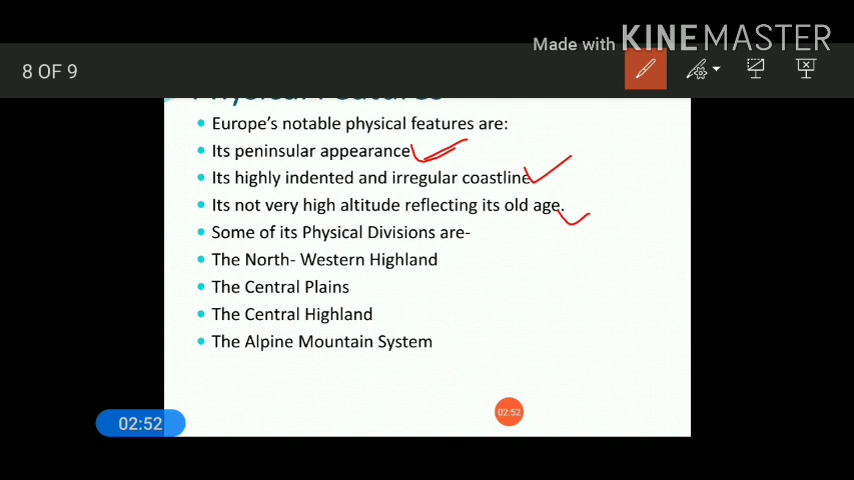 Made with KINEMASTER
8 OF 9
Physical Features
Europe's notable physical features are:
Its peninsular appearance
Its highly indented and irregular coastline
Its not very high altitude reflecting its old age.
Some of its Physical Divisions are-
The North- Western Highland
The Central Plains
The Central Highland
The Alpine Mountain System
02:52
02:52